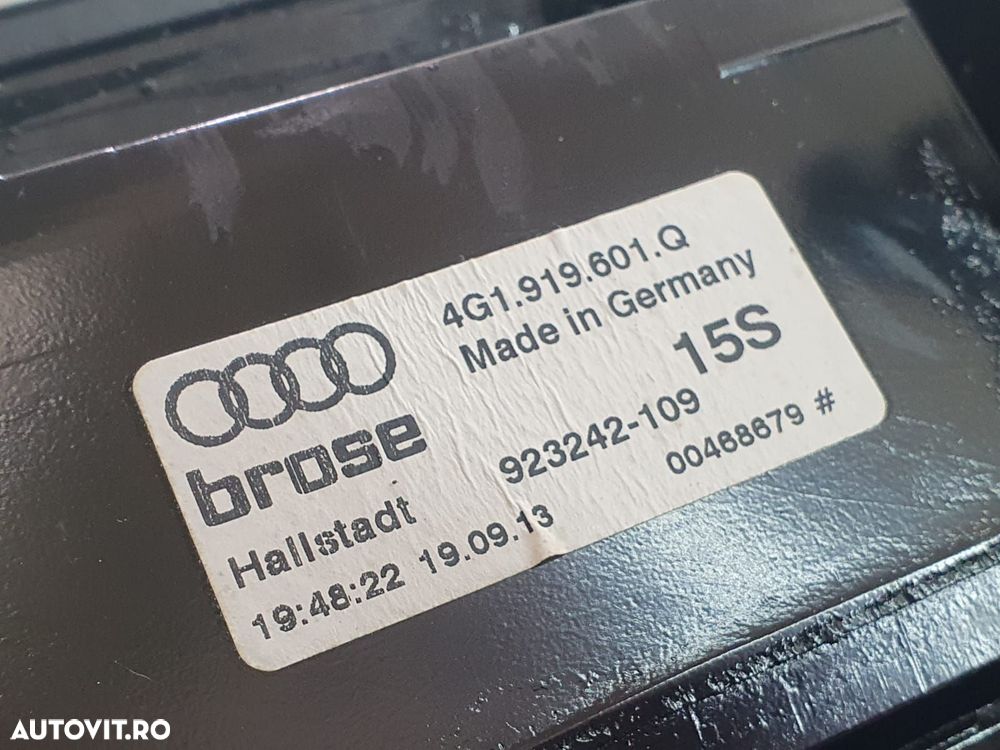 4G1.919.601.Q
Made in Germany
15S
brose
923242-109
Hallstadt
00468679 #
19:48:22 19.09.13
AUTOVIT.RO